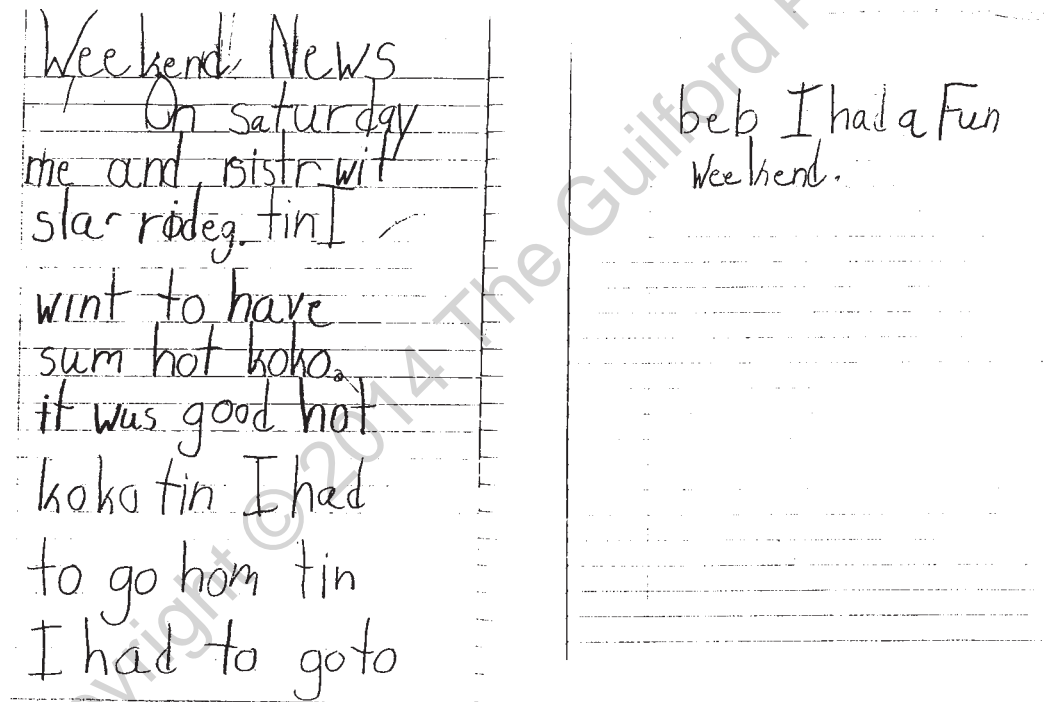 Weekend News
On saturday
me and sistr wit
slar rideg. tin I
wint to have
sum hot koko.
it wus good hot
koko tin I had
to go hom tin
I had to goto
beb I had a Fun
Weekend.
© 2014 The Guilford